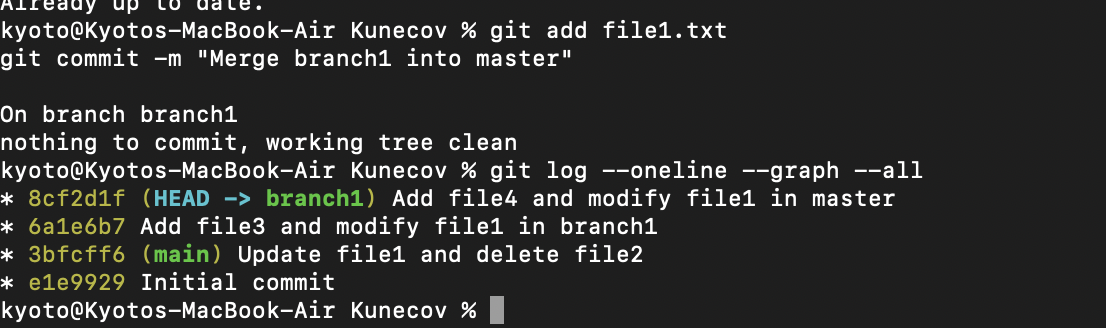 Already up to date.
kyoto@Kyotos-MacBook-Air Kunecov % git add file1.txt
git commit -m "Merge branch1 into master"
On branch branch1
nothing to commit, working tree clean
kyoto@Kyotos-MacBook-Air Kunecov % git log --oneline --graph --all
* 8cf2d1f (HEAD -> branch1) Add file4 and modify file1 in master
* 6a1e6b7 Add file3 and modify file1 in branch1
* 3bfcff6 (main) Update file1 and delete file2
* e1e9929 Initial commit
kyoto@Kyotos-MacBook-Air Kunecov %